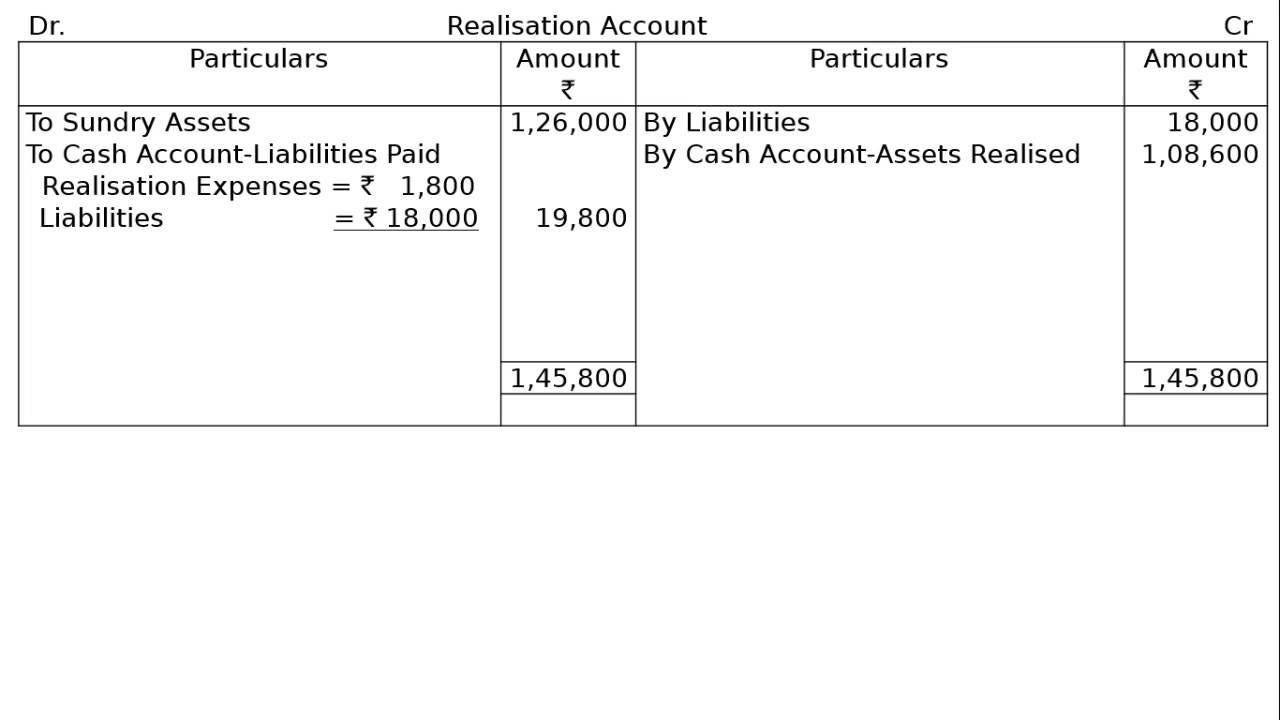 Dr. Realisation Account Cr
Particulars Amount Particulars Amount
₹ ₹
To Sundry Assets 1,26,000 By Liabilities 18,000
To Cash Account-Liabilities Paid By Cash Account-Assets Realised 1,08,600
Realisation Expenses = ₹ 1,800
Liabilities = ₹ 18,000 19,800
1,45,800 1,45,800